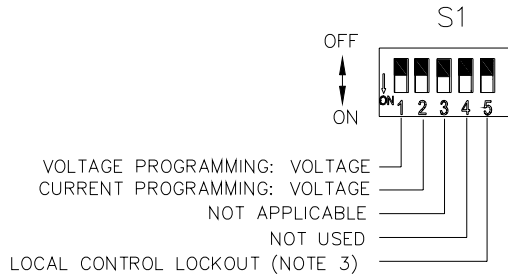 S1
OFF
ON
ON
1 2 3 4 5
VOLTAGE PROGRAMMING: VOLTAGE
CURRENT PROGRAMMING: VOLTAGE
NOT APPLICABLE
NOT USED
LOCAL CONTROL LOCKOUT (NOTE 3)